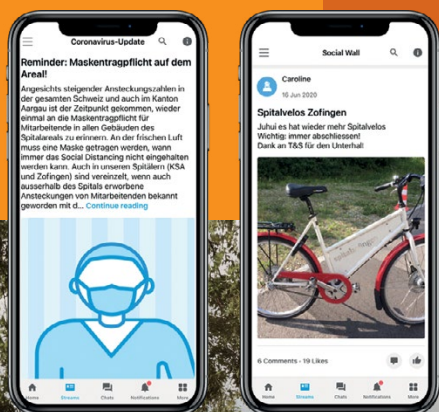 Coronavirus-Update
Reminder: Maskentragpflicht auf dem
Areal!
Angesichts steigender Ansteckungszahlen in
der gesamten Schweiz und auch im Kanton
Aargau ist der Zeitpunkt gekommen, wieder
einmal an die Maskentragpflicht für
Mitarbeitende in allen Gebäuden des
Spitalareals zu erinnern. An der frischen Luft
muss eine Maske getragen werden, wann
immer das Social Distancing nicht eingehalten
werden kann. Auch in unseren Spitälern (KSA
und Zofingen) sind vereinzelt, wenn auch
ausserhalb des Spitals erworbene
Ansteckungen von Mitarbeitenden bekannt
geworden mit d... Continue reading
Home Streams Chats Notifications More
Social Wall
Caroline
16 Jun 2020
Spitalvelos Zofingen
Juhui es hat wieder mehr Spitalvelos
Wichtig: immer abschliessen!
Dank an T&S für den Unterhalt
6 Comments - 19 Likes
Home Streams Chats Notifications More